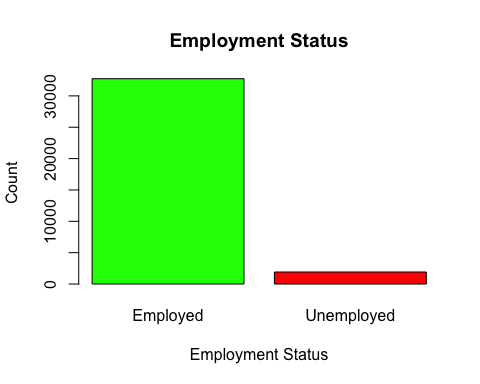 Employment Status
Count
30000
20000
10000
0
Employed
Unemployed
Employment Status